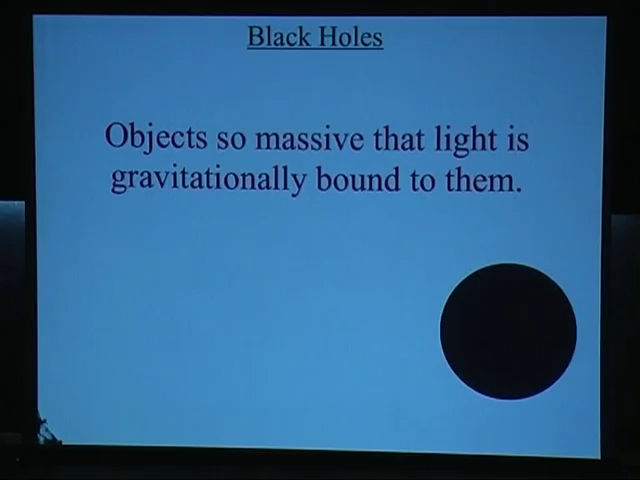 Black Holes
Objects so massive that light is
gravitationally bound to them.